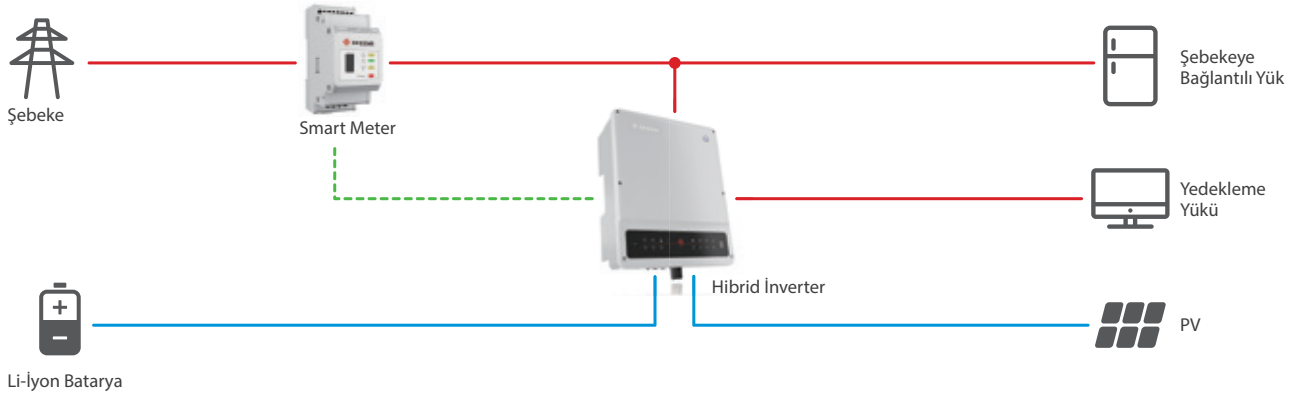 Şebeke
Smart Meter
Şebekeye
Bağlantılı Yük
Yedekleme
Yükü
Hibrid İnverter
PV
Li-İyon Batarya